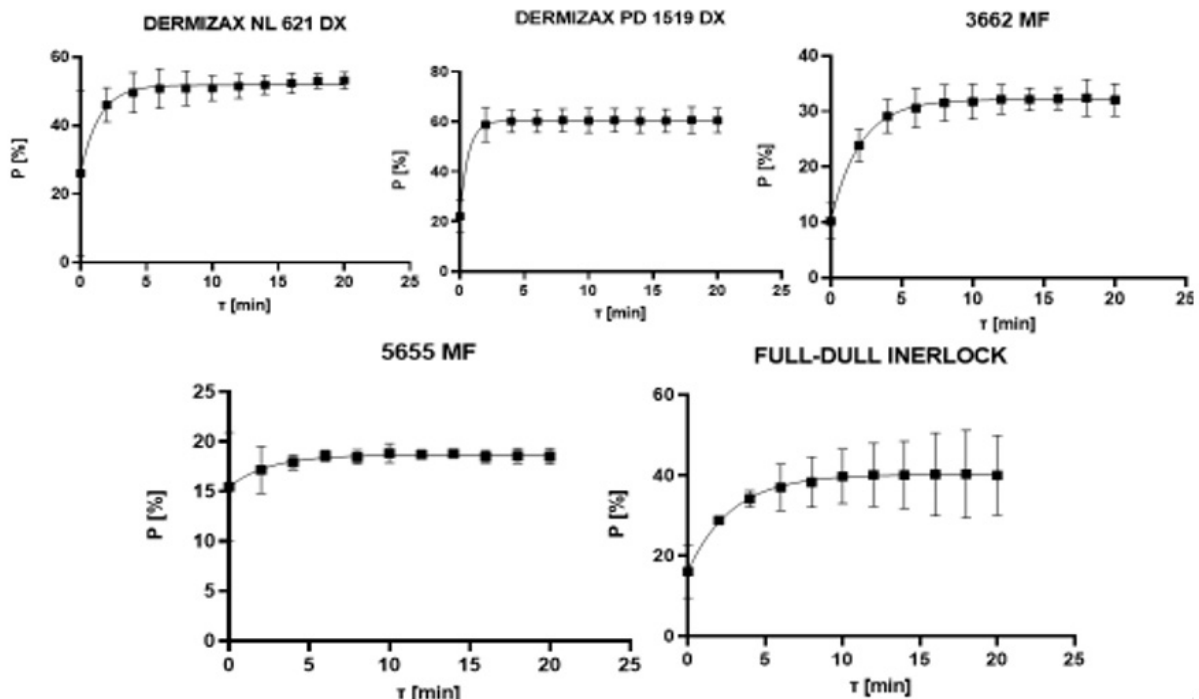 DERMIZAX NL 621 DX
60
40
20
0
P [%]
0 5 10 15 20 25
τ [min]
DERMIZAX PD 1519 DX
80
60
40
20
0
P [%]
0 5 10 15 20 25
τ [min]
3662 MF
40
30
20
10
0
P [%]
0 5 10 15 20 25
τ [min]
5655 MF
25
20
15
10
5
0
P [%]
0 5 10 15 20 25
τ [min]
FULL-DULL INERLOCK
60
40
20
0
P [%]
0 5 10 15 20 25
τ [min]